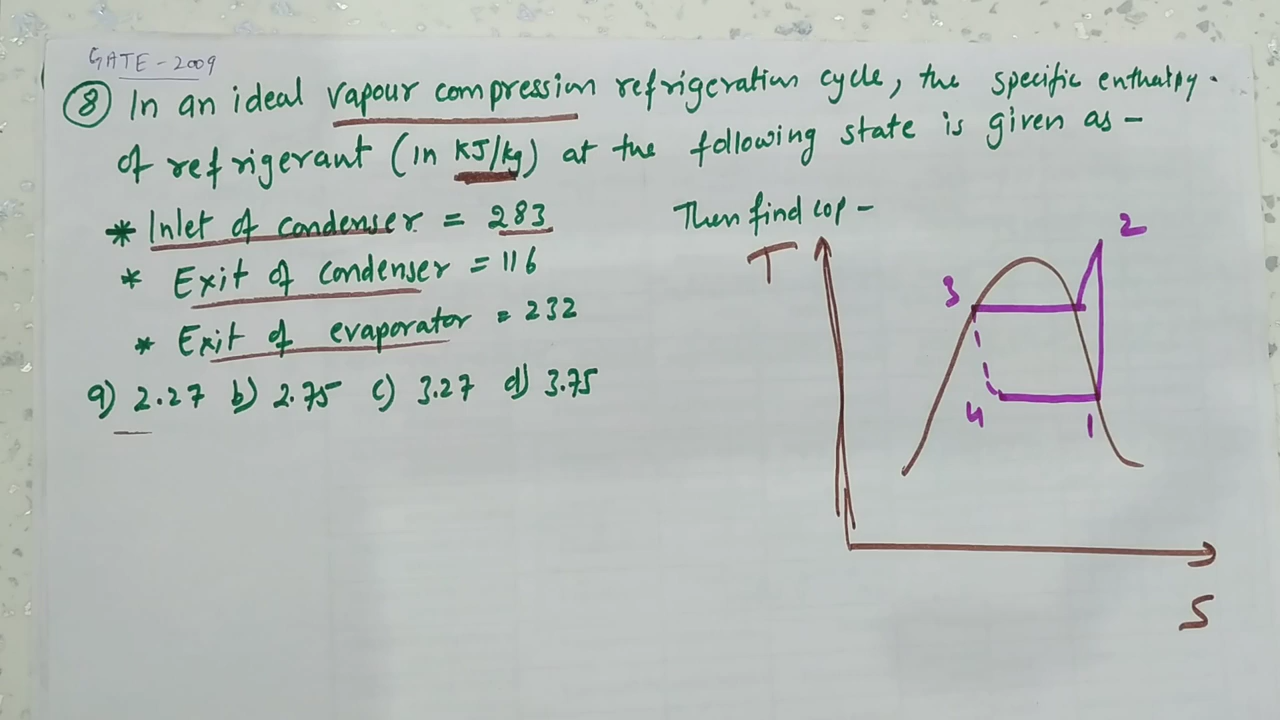 GATE - 2009
⑧ In an ideal vapour compression refrigeration cycle, the specific enthalpy.
of refrigerant (in KJ/kg) at the following state is given as -
* Inlet of condenser = 283
Then find cop -
* Exit of condenser = 116
* Exit of evaporator = 232
a) 2.27 b) 2.75 c) 3.27 d) 3.75
T
2
3
4
1
S